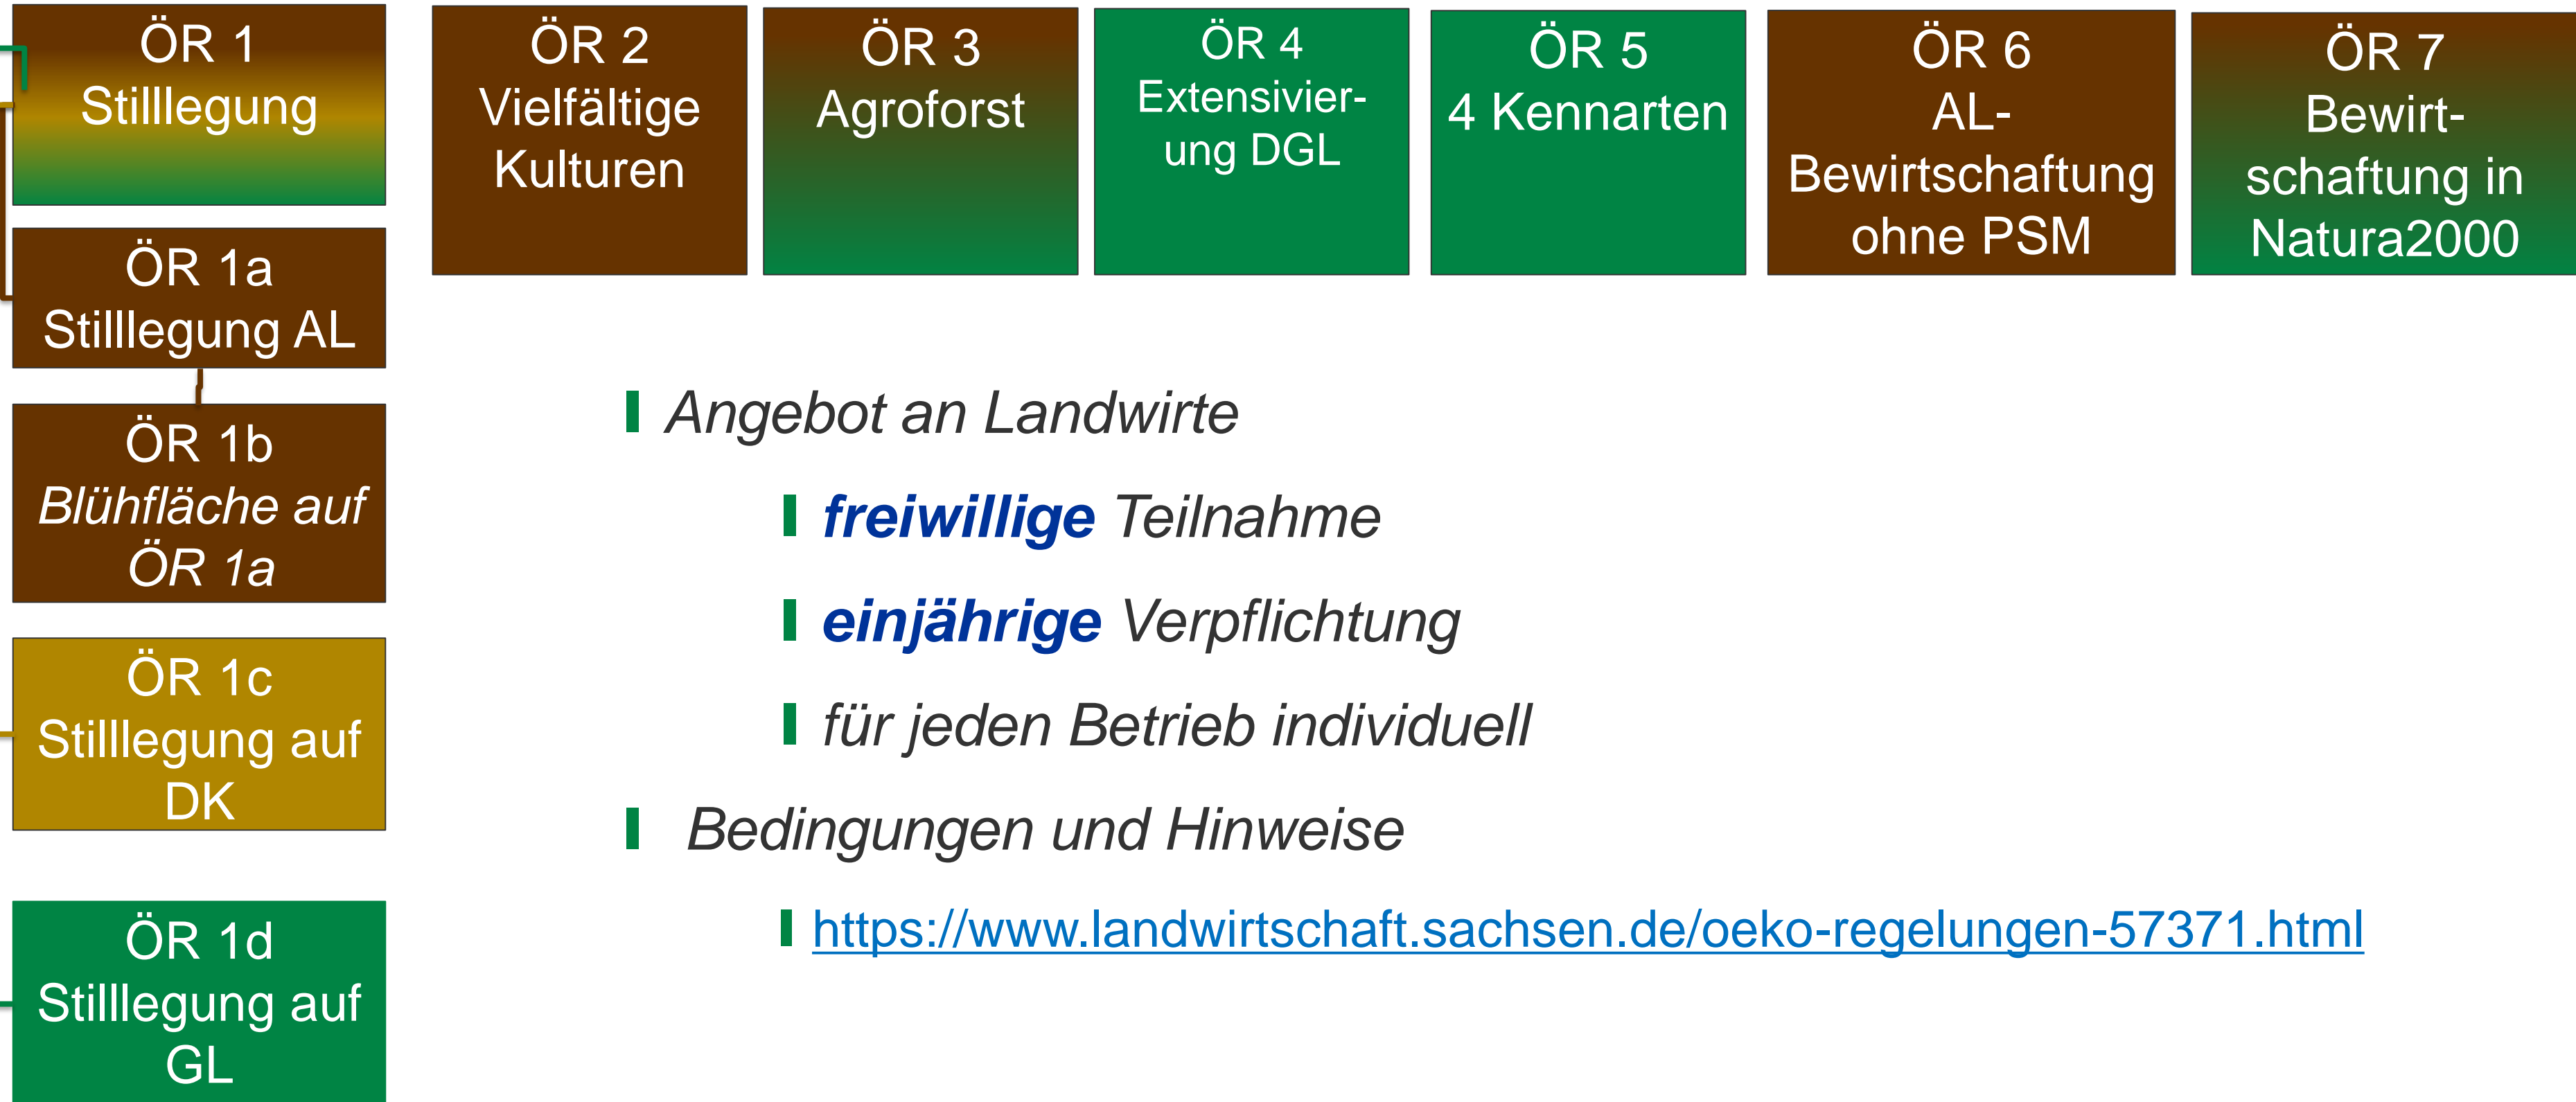 ÖR 1
Stilllegung
ÖR 2
Vielfältige
Kulturen
ÖR 3
Agroforst
ÖR 4
Extensivier-
ung DGL
ÖR 5
4 Kennarten
ÖR 6
AL-
Bewirtschaftung
ohne PSM
ÖR 7
Bewirt-
schaftung in
Natura2000
ÖR 1a
Stilllegung AL
ÖR 1b
Blühfläche auf
ÖR 1a
ÖR 1c
Stilllegung auf
DK
ÖR 1d
Stilllegung auf
GL
Angebot an Landwirte
freiwillige Teilnahme
einjährige Verpflichtung
für jeden Betrieb individuell
Bedingungen und Hinweise
https://www.landwirtschaft.sachsen.de/oeko-regelungen-57371.html